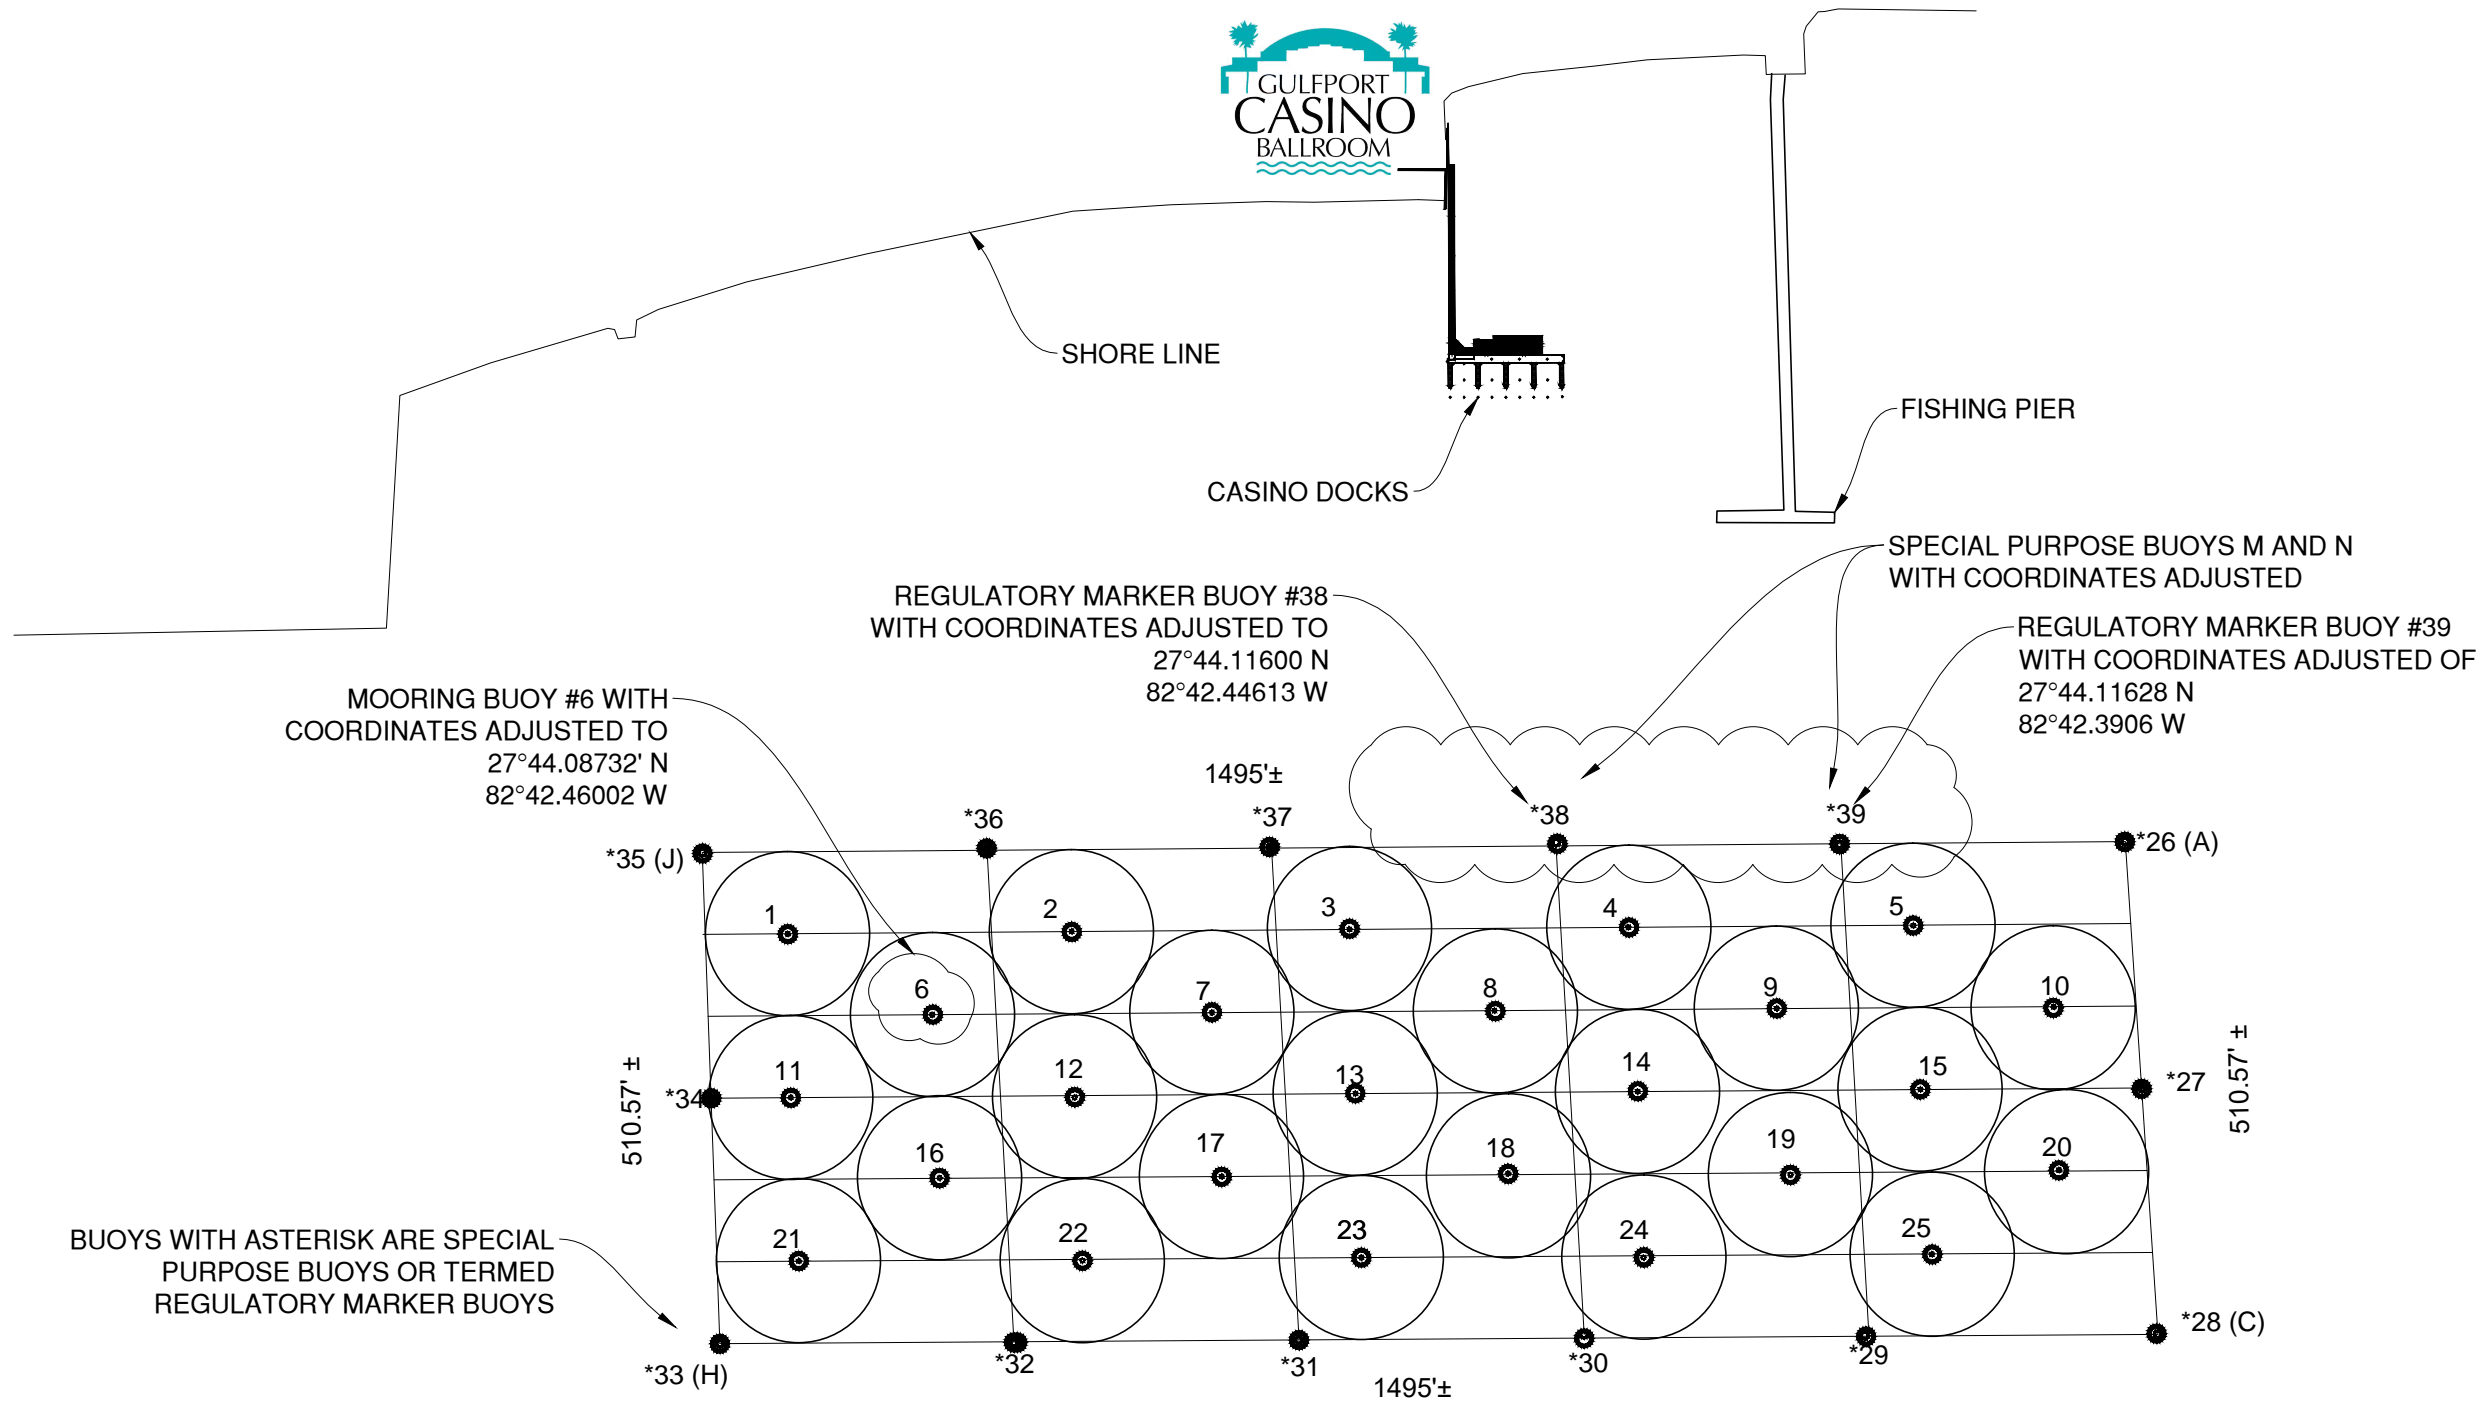 GULFPORT
CASINO
BALLROOM
SHORE LINE
FISHING PIER
CASINO DOCKS
SPECIAL PURPOSE BUOYS M AND N
WITH COORDINATES ADJUSTED
REGULATORY MARKER BUOY #38
WITH COORDINATES ADJUSTED TO
27°44.11600 N
82°42.44613 W
REGULATORY MARKER BUOY #39
WITH COORDINATES ADJUSTED OF
27°44.11628 N
82°42.3906 W
MOORING BUOY #6 WITH
COORDINATES ADJUSTED TO
27°44.08732' N
82°42.46002 W
1495'±
*35 (J)
*36
*37
*38
*39
*26 (A)
1
2
3
4
5
6
7
8
9
10
510.57' ±
*34
11
12
13
14
15
*27
510.57' ±
16
17
18
19
20
BUOYS WITH ASTERISK ARE SPECIAL
PURPOSE BUOYS OR TERMED
REGULATORY MARKER BUOYS
21
22
23
24
25
*33 (H)
*32
*31
*30
*29
*28 (C)
1495'±